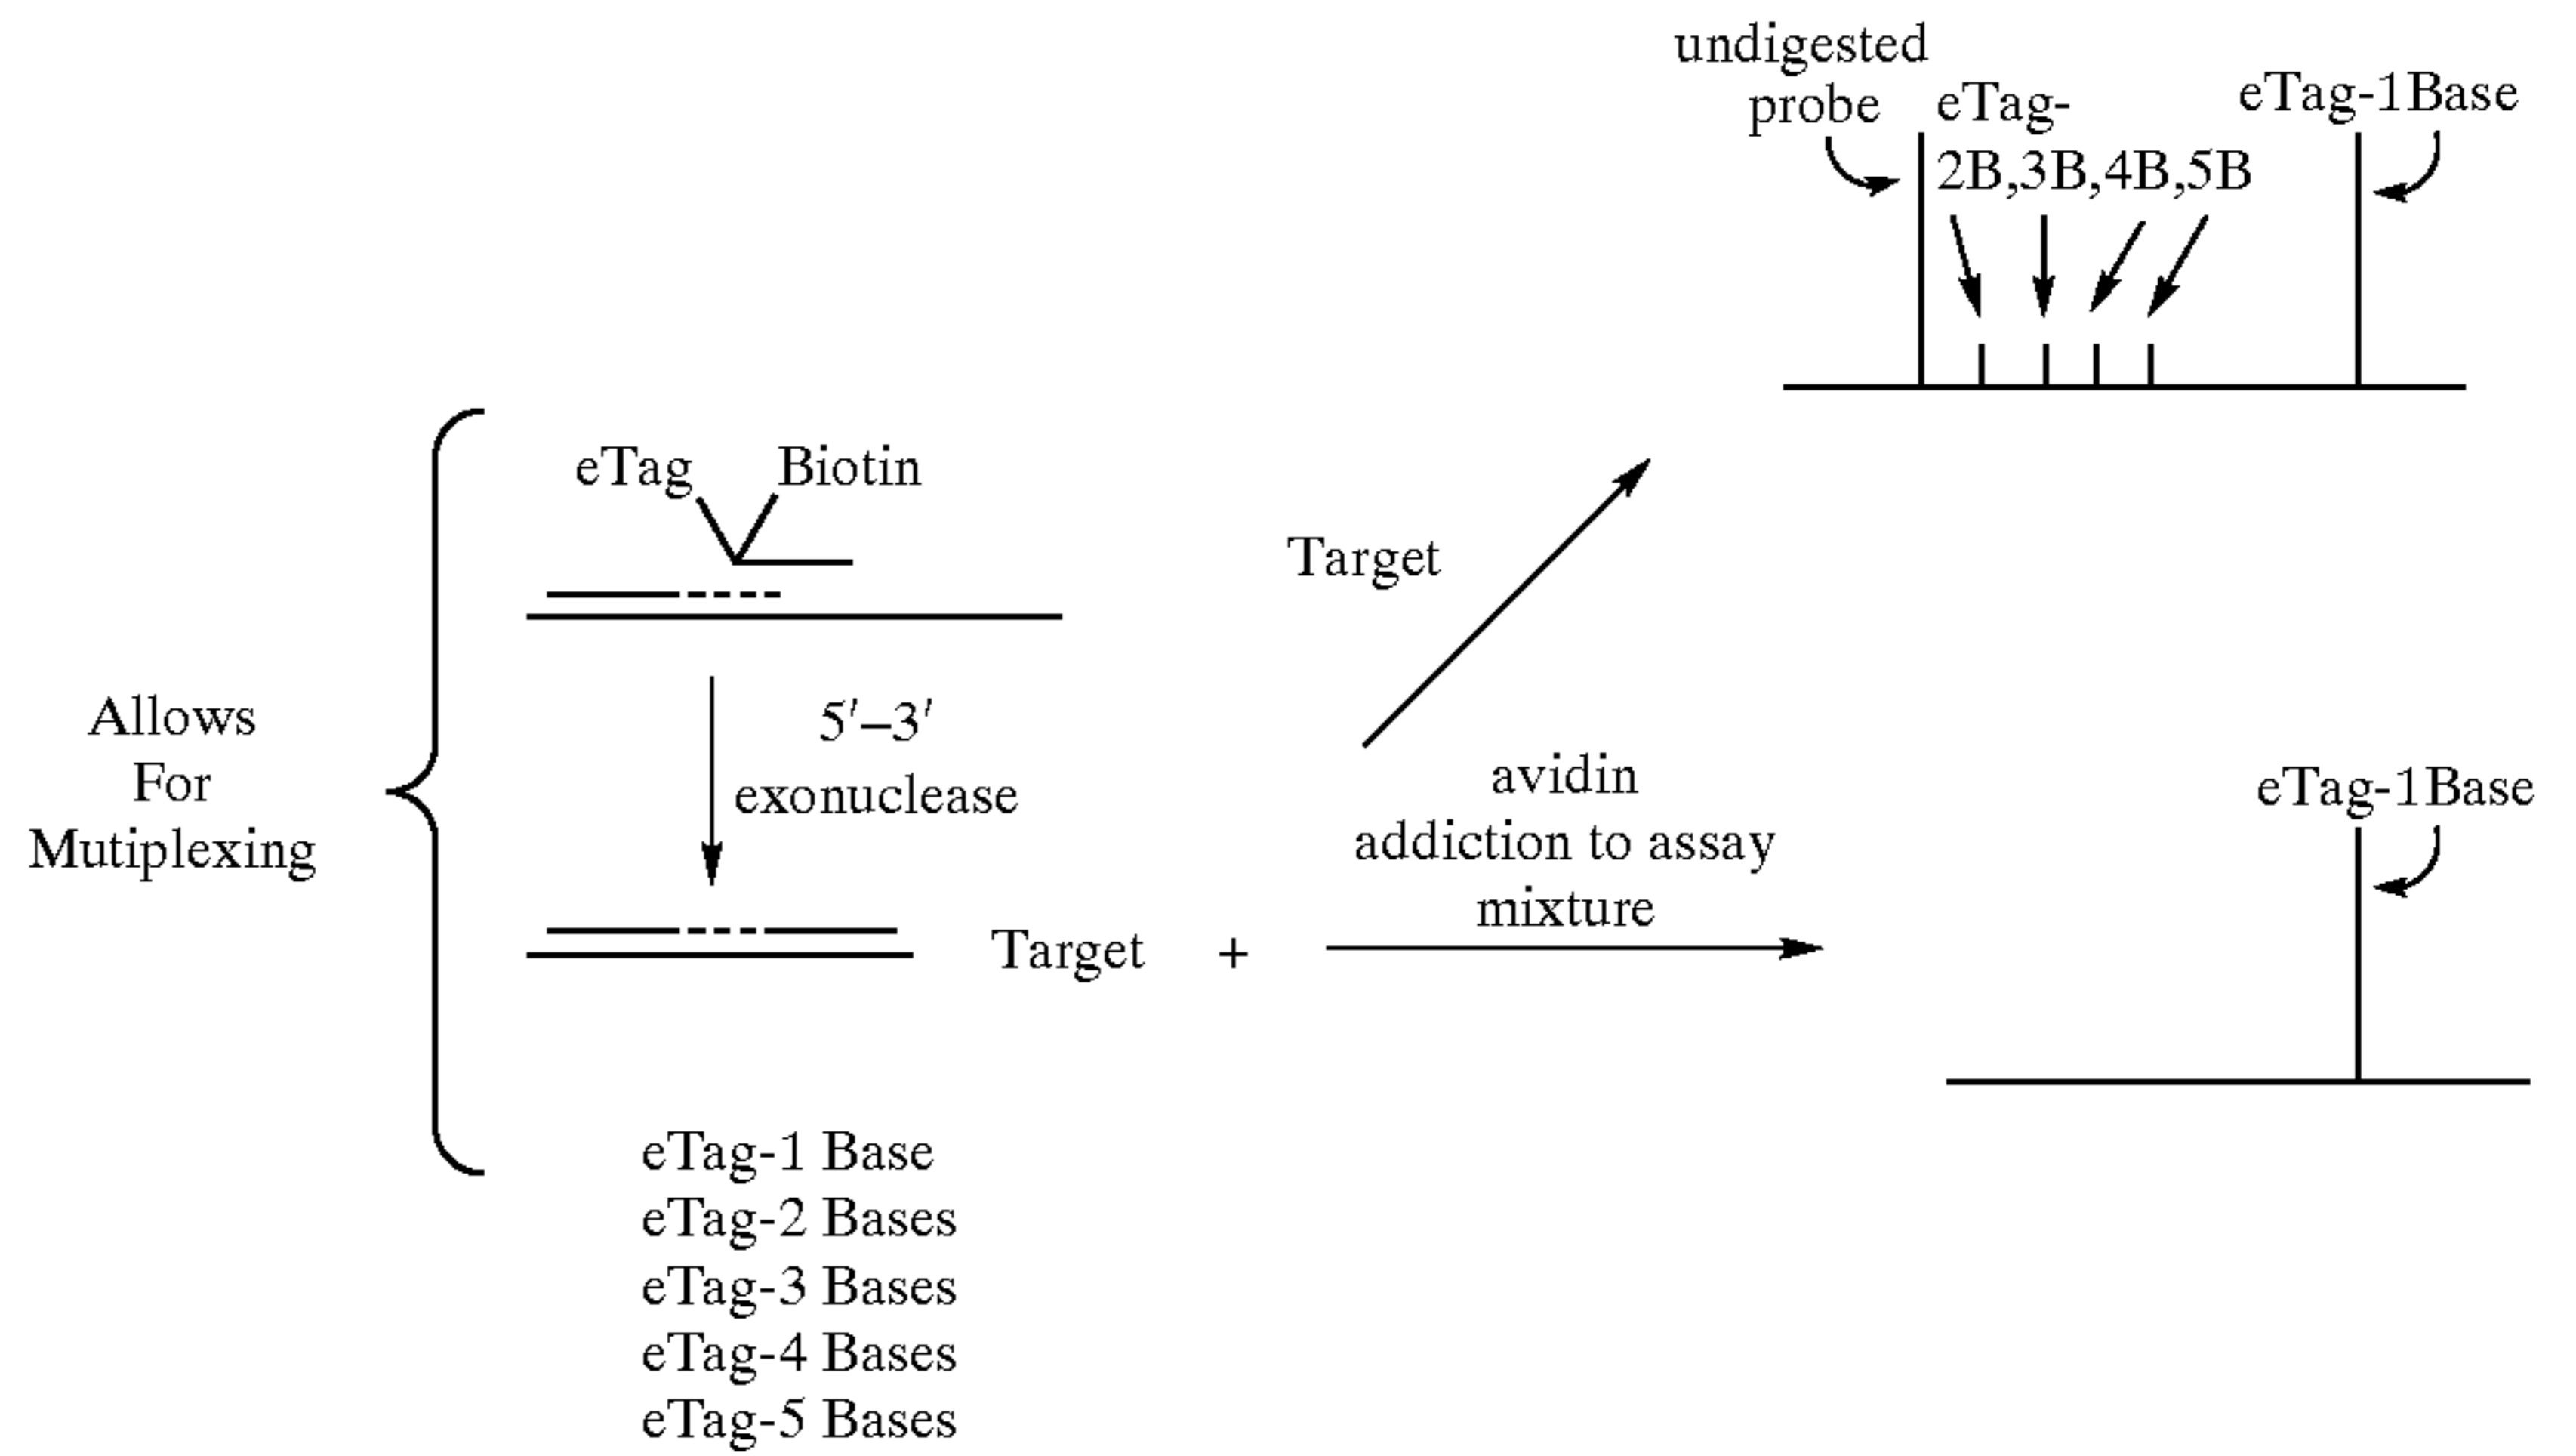 undigested
probe
eTag-
2B,3B,4B,5B
eTag-1Base
eTag
Biotin
Target
Allows
For
Mutiplexing
5′–3′
exonuclease
avidin
addiction to assay
mixture
eTag-1Base
Target +
eTag-1 Base
eTag-2 Bases
eTag-3 Bases
eTag-4 Bases
eTag-5 Bases